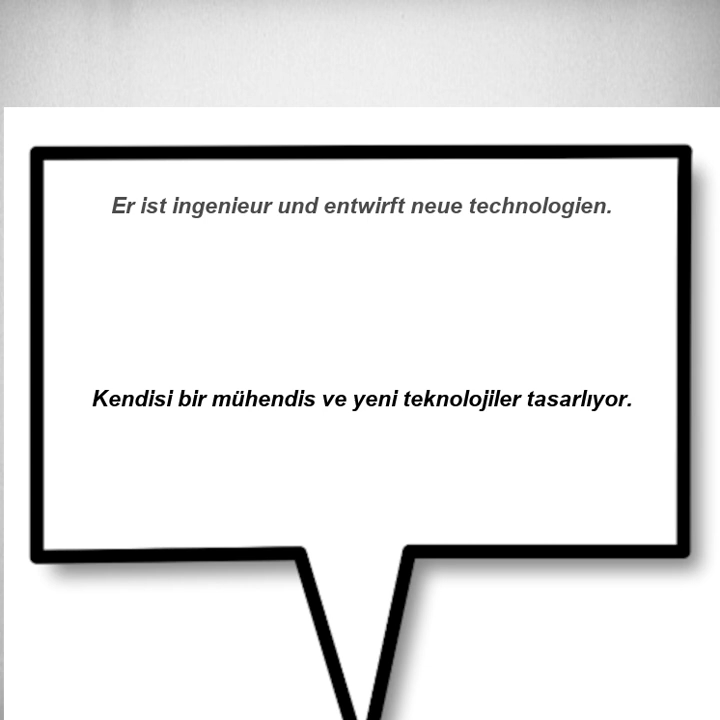 Er ist ingenieur und entwirft neue technologien.
Kendisi bir mühendis ve yeni teknolojiler tasarlıyor.